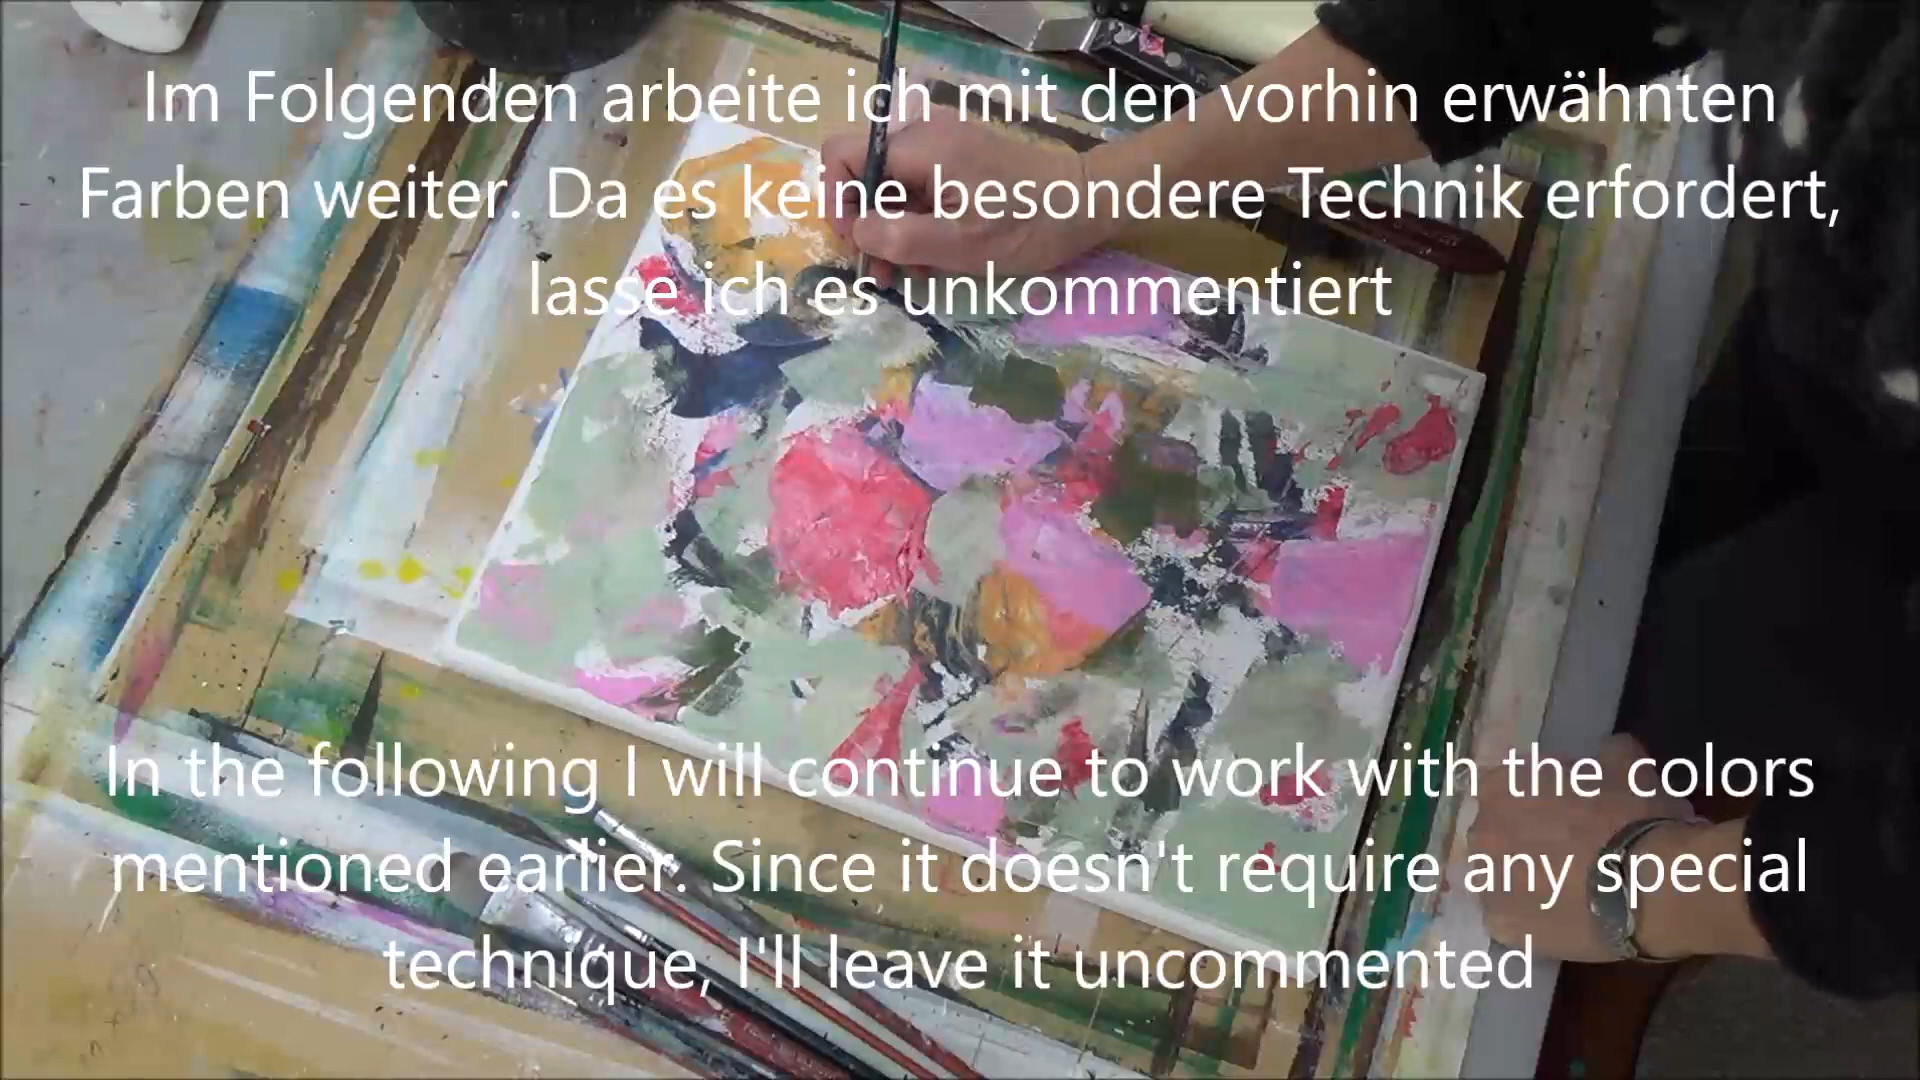 Im Folgenden arbeite ich mit den vorhin erwähnten
Farben weiter. Da es keine besondere Technik erfordert,
lasse ich es unkommentiert
In the following I will continue to work with the colors
mentioned earlier. Since it doesn't require any special
technique, I'll leave it uncommented